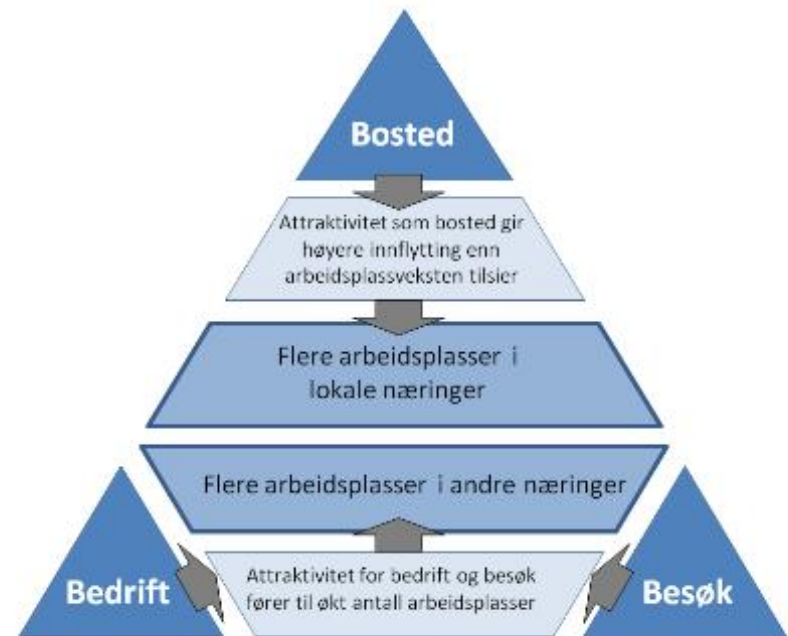 Bosted
Attraktivitet som bosted gir
høyere innflytting enn
arbeidsplassveksten tilsier
Flere arbeidsplasser i
lokale næringer
Flere arbeidsplasser i andre næringer
Bedrift
Attraktivitet for bedrift og besøk
fører til økt antall arbeidsplasser
Besøk